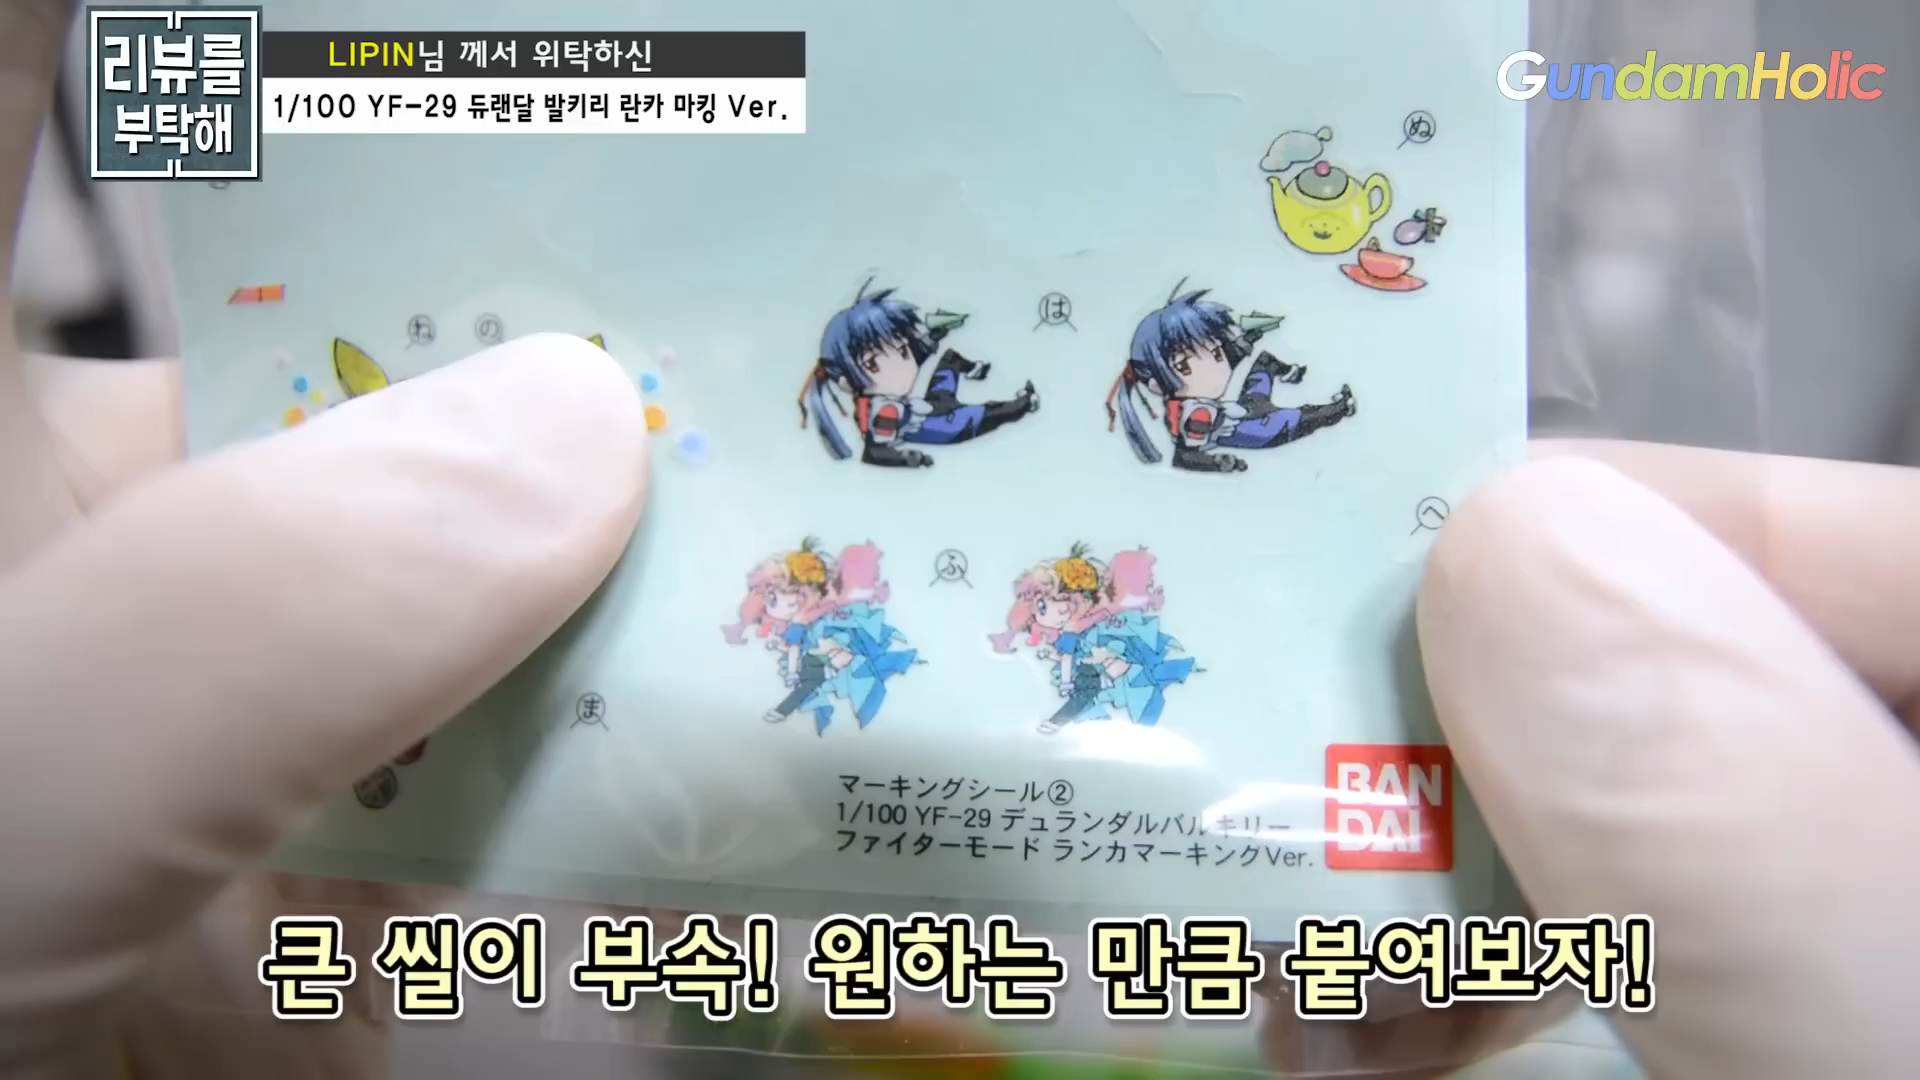 리뷰를
부탁해
LIPIN님 께서 위탁하신
1/100 YF-29 듀랜달 발키리 란카 마킹 Ver.
GundamHolic
ぬ
ね
の
は
へ
ふ
ま
マーキングシール②
1/100 YF-29 デュランダルバルキリー
ファイターモード ランカマーキングVer.
BAN
DAI
큰 씰이 부속! 원하는 만큼 붙여보자!